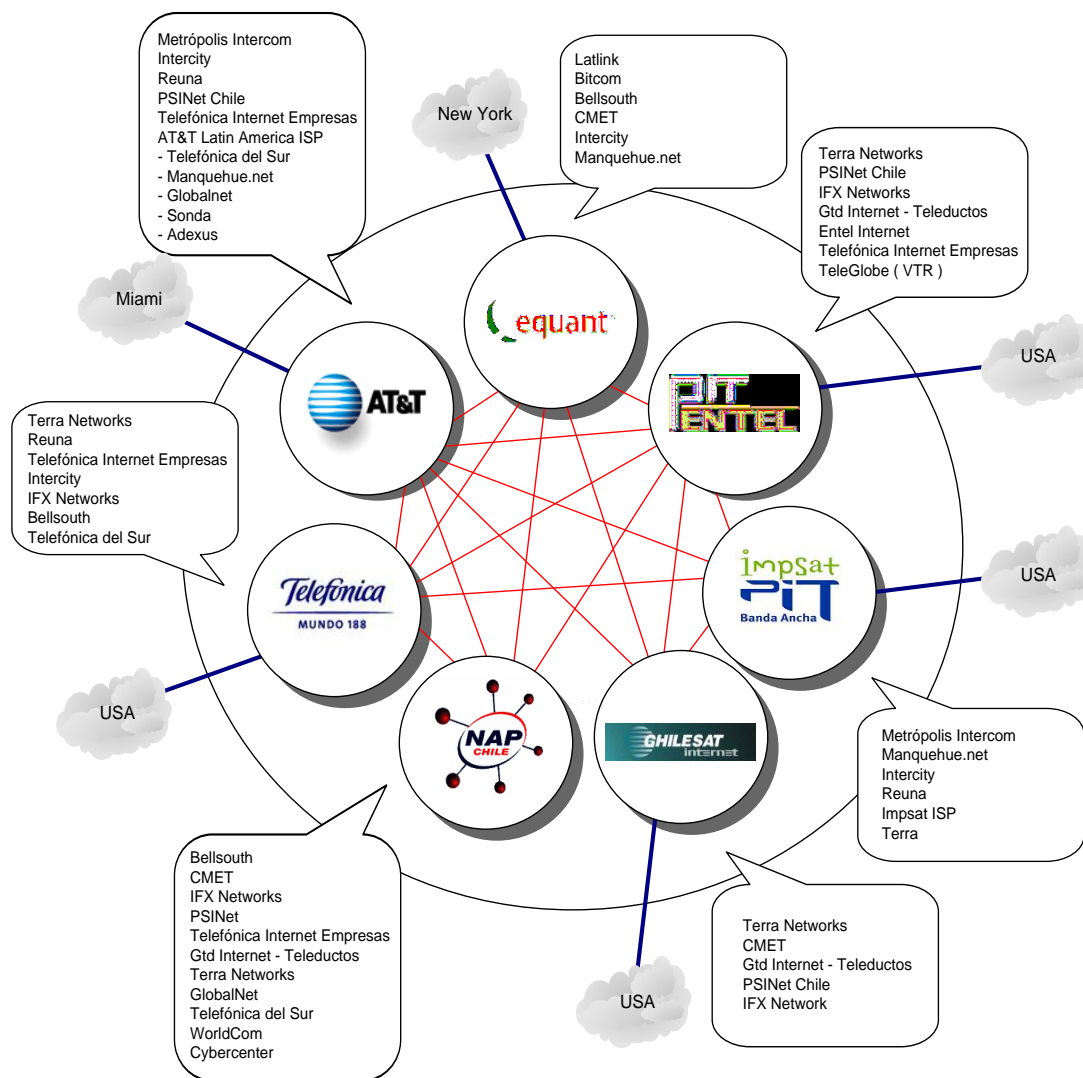 Metrópolis Intercom
Intercity
Reuna
PSINet Chile
Telefónica Internet Empresas
AT&T Latin America ISP
- Telefónica del Sur
- Manquehue.net
- Globalnet
- Sonda
- Adexus
New York
Latlink
Bitcom
Bellsouth
CMET
Intercity
Manquehue.net
Terra Networks
PSINet Chile
IFX Networks
Gtd Internet - Teleductos
Entel Internet
Telefónica Internet Empresas
TeleGlobe ( VTR )
Miami
equant
USA
AT&T
PIT
ENTEL
Terra Networks
Reuna
Telefónica Internet Empresas
Intercity
IFX Networks
Bellsouth
Telefónica del Sur
impsat
PIT
Banda Ancha
USA
Telefónica
MUNDO 188
USA
NAP
CHILE
CHILESAT
internet
Metrópolis Intercom
Manquehue.net
Intercity
Reuna
Impsat ISP
Terra
Bellsouth
CMET
IFX Networks
PSINet
Telefónica Internet Empresas
Gtd Internet - Teleductos
Terra Networks
GlobalNet
Telefónica del Sur
WorldCom
Cybercenter
Terra Networks
CMET
Gtd Internet - Teleductos
PSINet Chile
IFX Network
USA